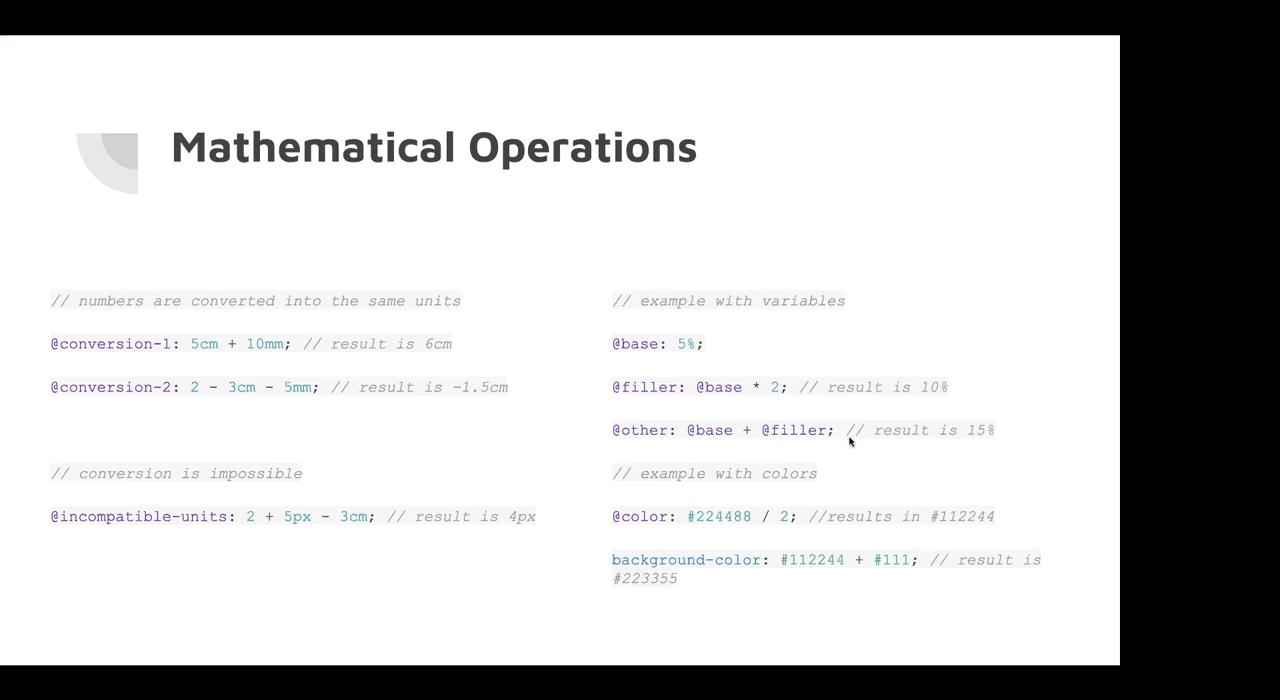 Mathematical Operations
// numbers are converted into the same units
@conversion-1: 5cm + 10mm; // result is 6cm
@conversion-2: 2 - 3cm - 5mm; // result is -1.5cm
// conversion is impossible
@incompatible-units: 2 + 5px - 3cm; // result is 4px
// example with variables
@base: 5%;
@filler: @base * 2; // result is 10%
@other: @base + @filler; // result is 15%
// example with colors
@color: #224488 / 2; //results in #112244
background-color: #112244 + #111; // result is
#223355